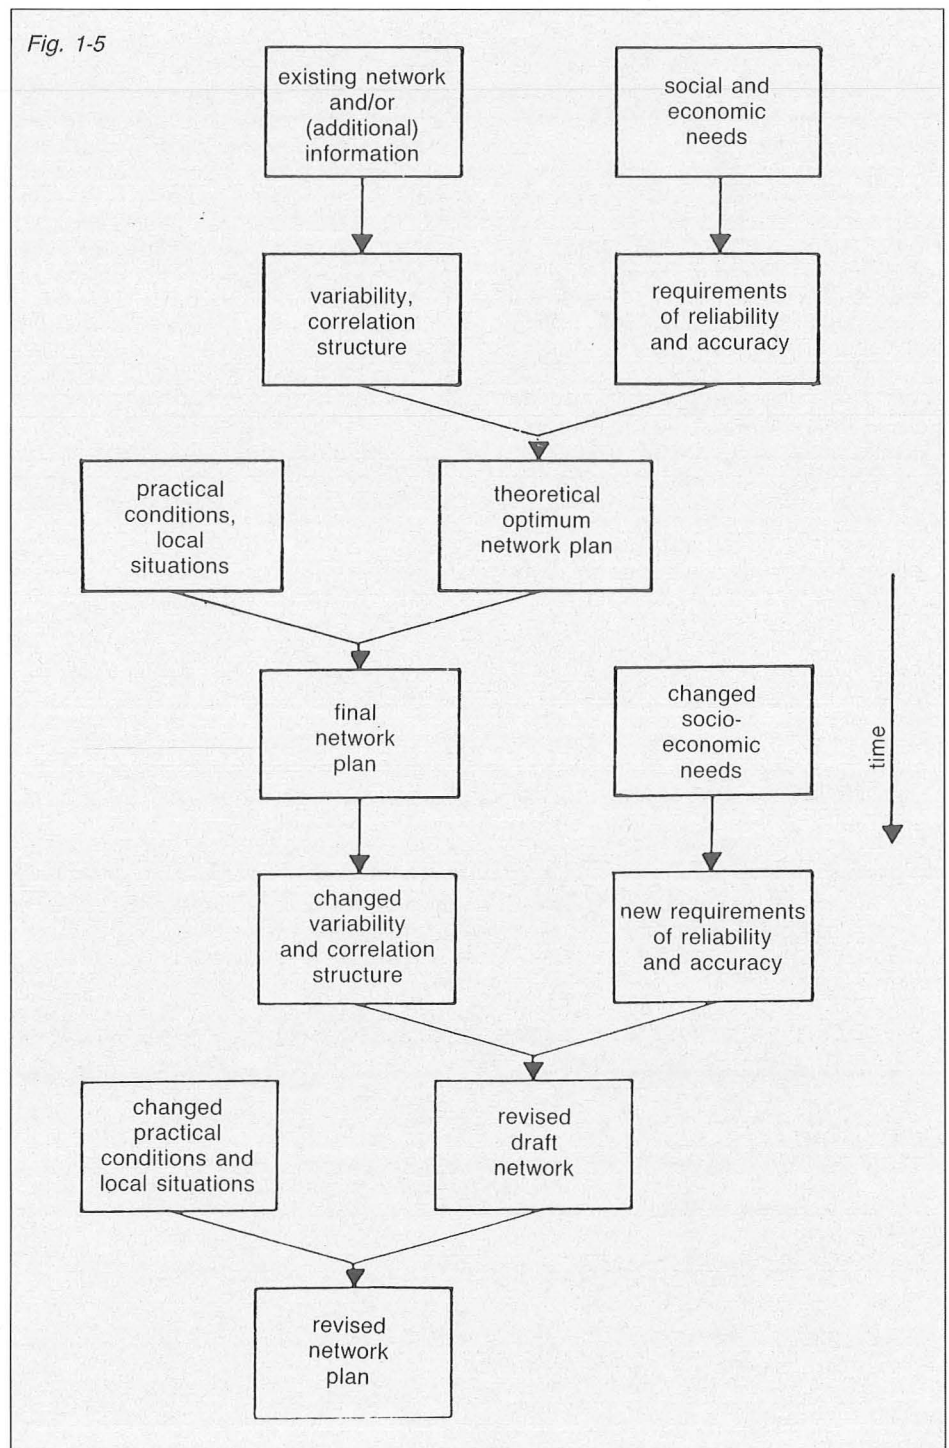 Fig. 1-5
existing network
and/or
(additional)
information
social and
economic
needs
variability,
correlation
structure
requirements
of reliability
and accuracy
practical
conditions,
local
situations
theoretical
optimum
network plan
final
network
plan
changed
socio-
economic
needs
time
changed
variability
and correlation
structure
new requirements
of reliability
and accuracy
changed
practical
conditions and
local situations
revised
draft
network
revised
network
plan